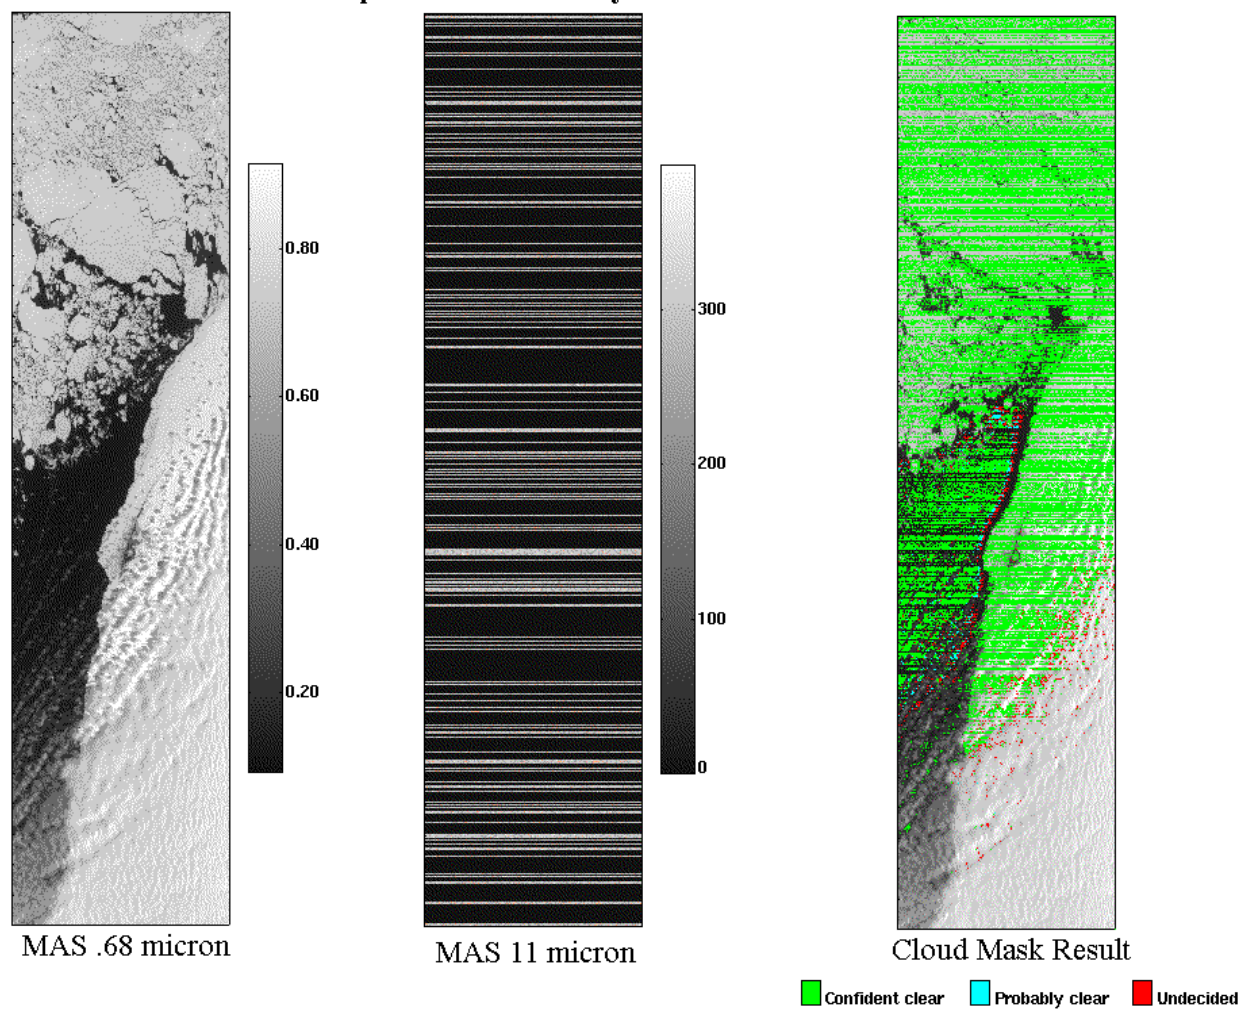 0.80
0.60
0.40
0.20
300
200
100
0
MAS .68 micron
MAS 11 micron
Cloud Mask Result
Confident clear
Probably clear
Undecided